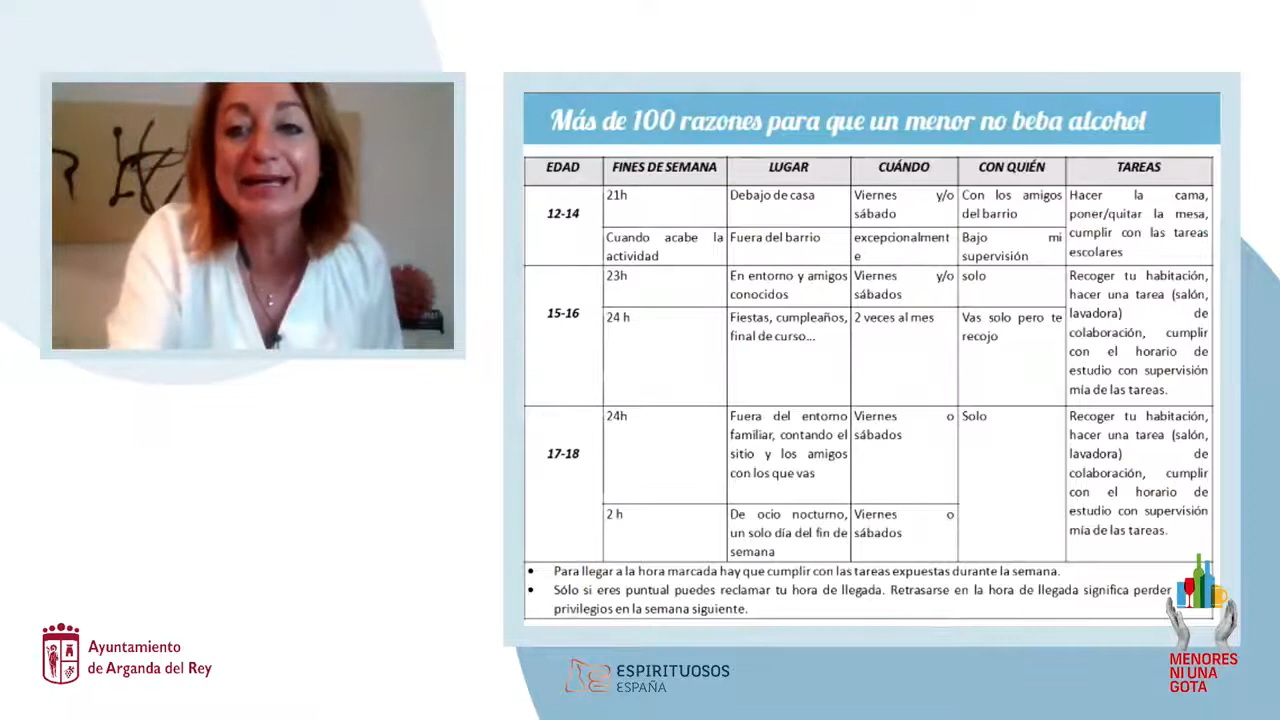 Más de 100 razones para que un menor no beba alcohol
EDAD FINES DE SEMANA LUGAR CUÁNDO CON QUIÉN TAREAS
12-14
21h
Debajo de casa
Viernes y/o
sábado
Con los amigos
del barrio
Hacer la cama,
poner/quitar la mesa,
cumplir con las tareas
escolares
Cuando acabe la
actividad
Fuera del barrio
excepcionalment
e
Bajo mi
supervisión
15-16
23h
En entorno y amigos
conocidos
Viernes y/o
sábados
solo
Recoger tu habitación,
hacer una tarea (salón,
lavadora) de
colaboración, cumplir
con el horario de
estudio con supervisión
mía de las tareas.
24 h
Fiestas, cumpleaños,
final de curso...
2 veces al mes
Vas solo pero te
recojo
17-18
24h
Fuera del entorno
familiar, contando el
sitio y los amigos
con los que vas
Viernes o
sábados
Solo
Recoger tu habitación,
hacer una tarea (salón,
lavadora) de
colaboración, cumplir
con el horario de
estudio con supervisión
mía de las tareas.
2 h
De ocio nocturno,
un solo día del fin de
semana
Viernes o
sábados
• Para llegar a la hora marcada hay que cumplir con las tareas expuestas durante la semana.
• Sólo si eres puntual puedes reclamar tu hora de llegada. Retrasarse en la hora de llegada significa perder
privilegios en la semana siguiente.
Ayuntamiento
de Arganda del Rey
ESPIRITUOSOS
ESPAÑA
MENORES
NI UNA
GOTA